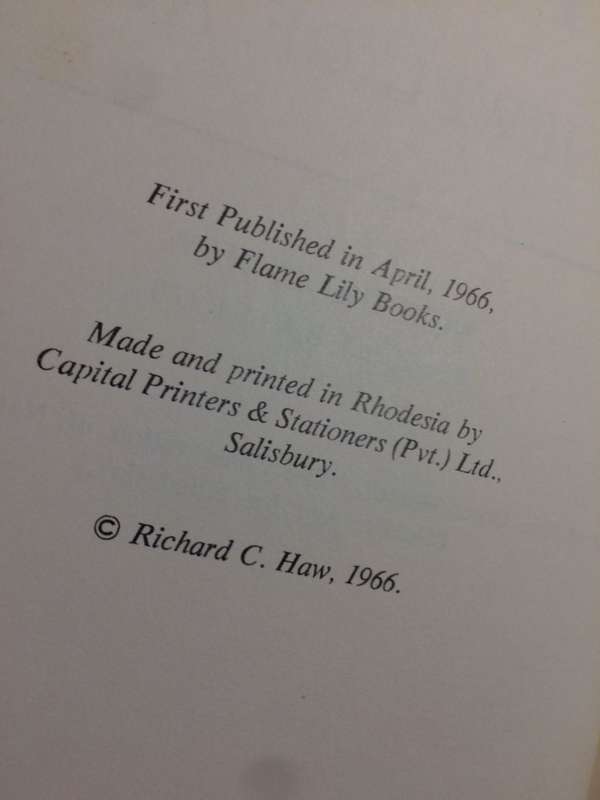 First Published in April, 1966,
by Flame Lily Books.
Made and printed in Rhodesia by
Capital Printers & Stationers (Pvt.) Ltd.,
Salisbury.
© Richard C. Haw, 1966.